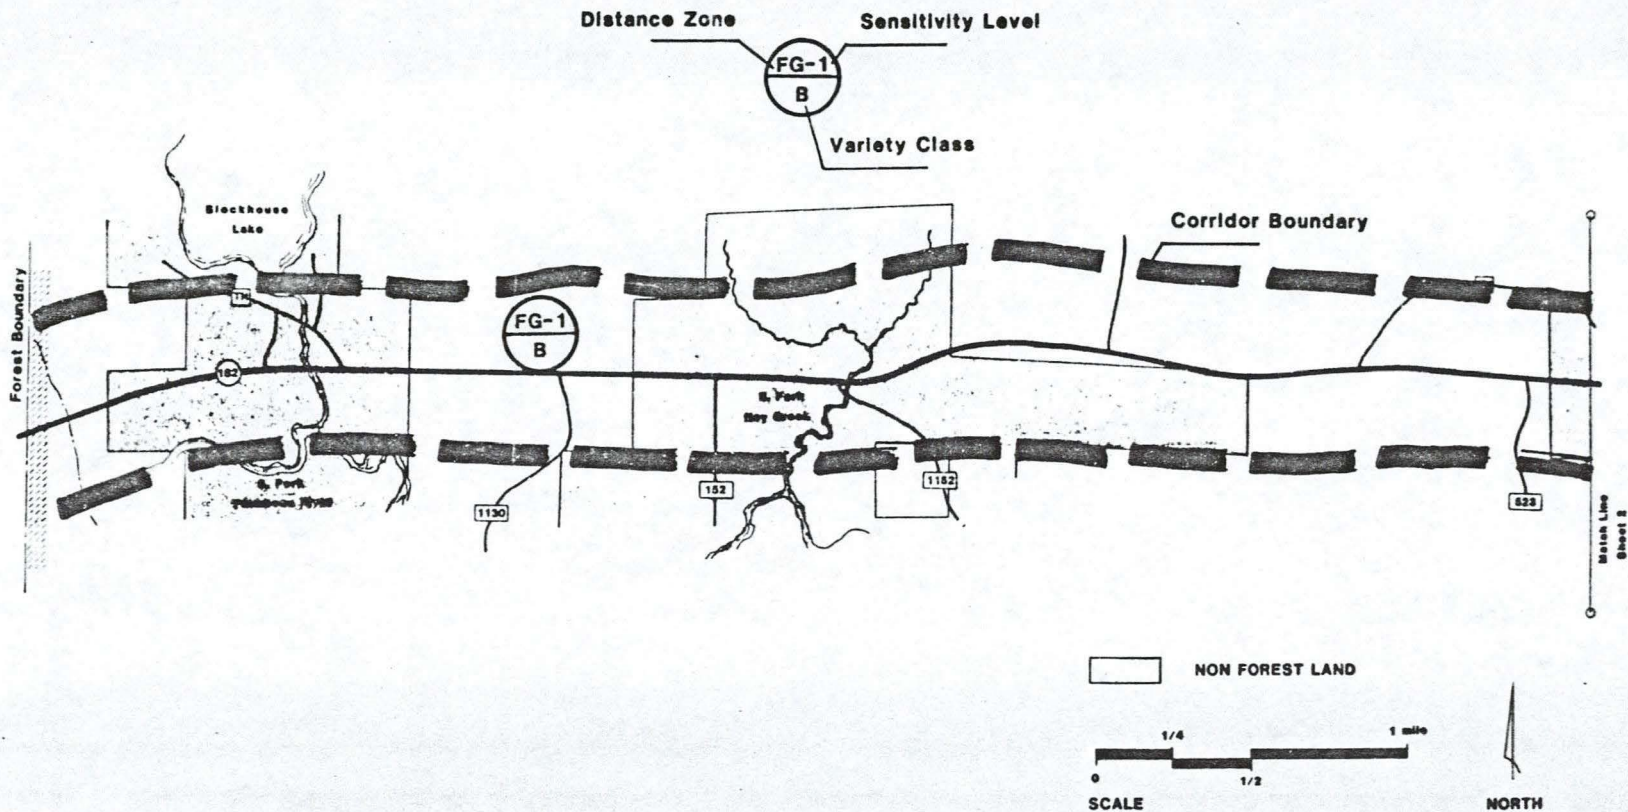 Distance Zone
Sensitivity Level
FG-1
B
Variety Class
Blockhouse
Lake
Corridor Boundary
Forest Boundary
TH
FG-1
B
182
Fork
Creek
S. Fork
152
1182
1130
523
Match Line
Sheet 2
NON FOREST LAND
1/4
1 mile
0
1/2
SCALE
NORTH